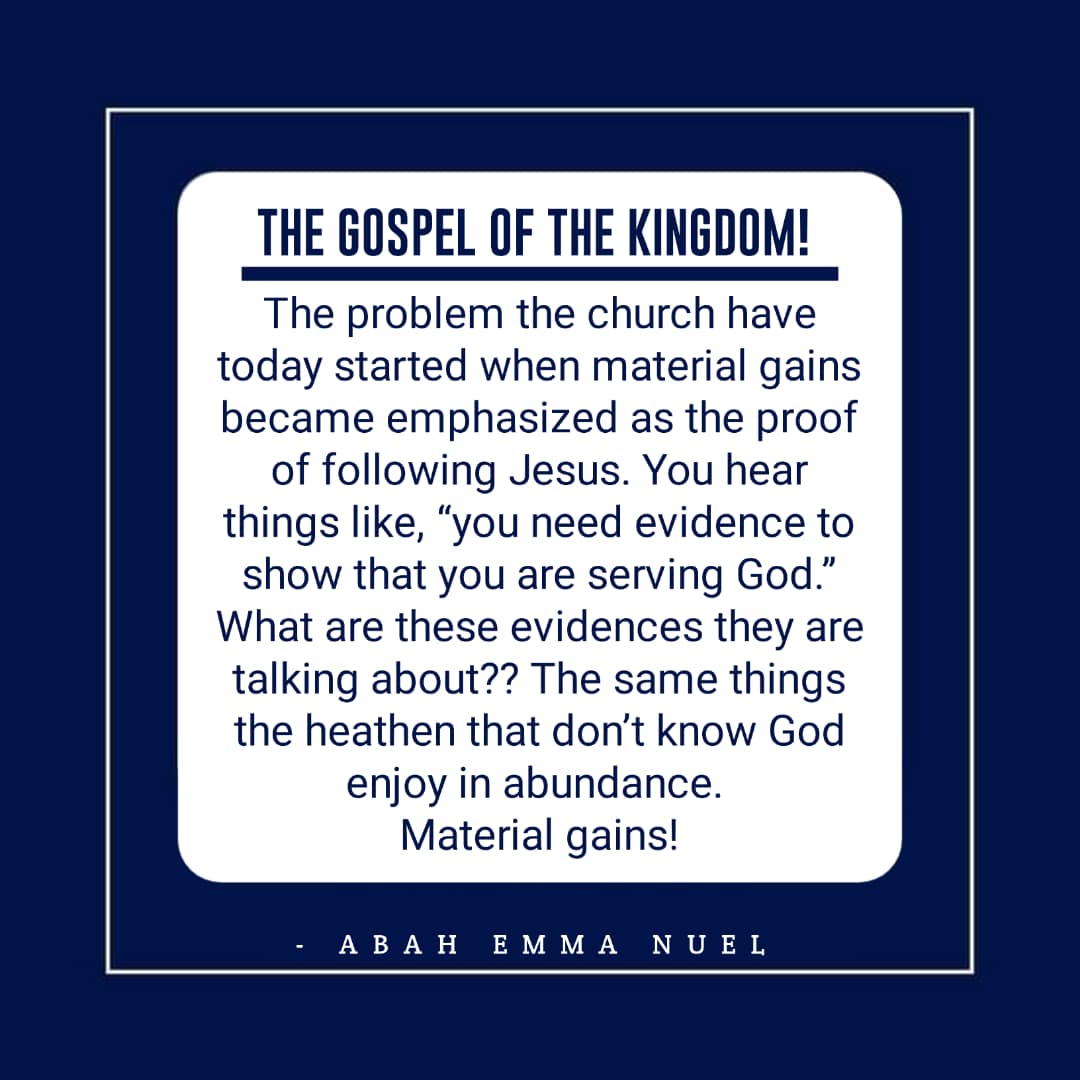 THE GOSPEL OF THE KINGDOM!
The problem the church have
today started when material gains
became emphasized as the proof
of following Jesus. You hear
things like, “you need evidence to
show that you are serving God.”
What are these evidences they are
talking about?? The same things
the heathen that don’t know God
enjoy in abundance.
Material gains!
- ABAH EMMA NUEL